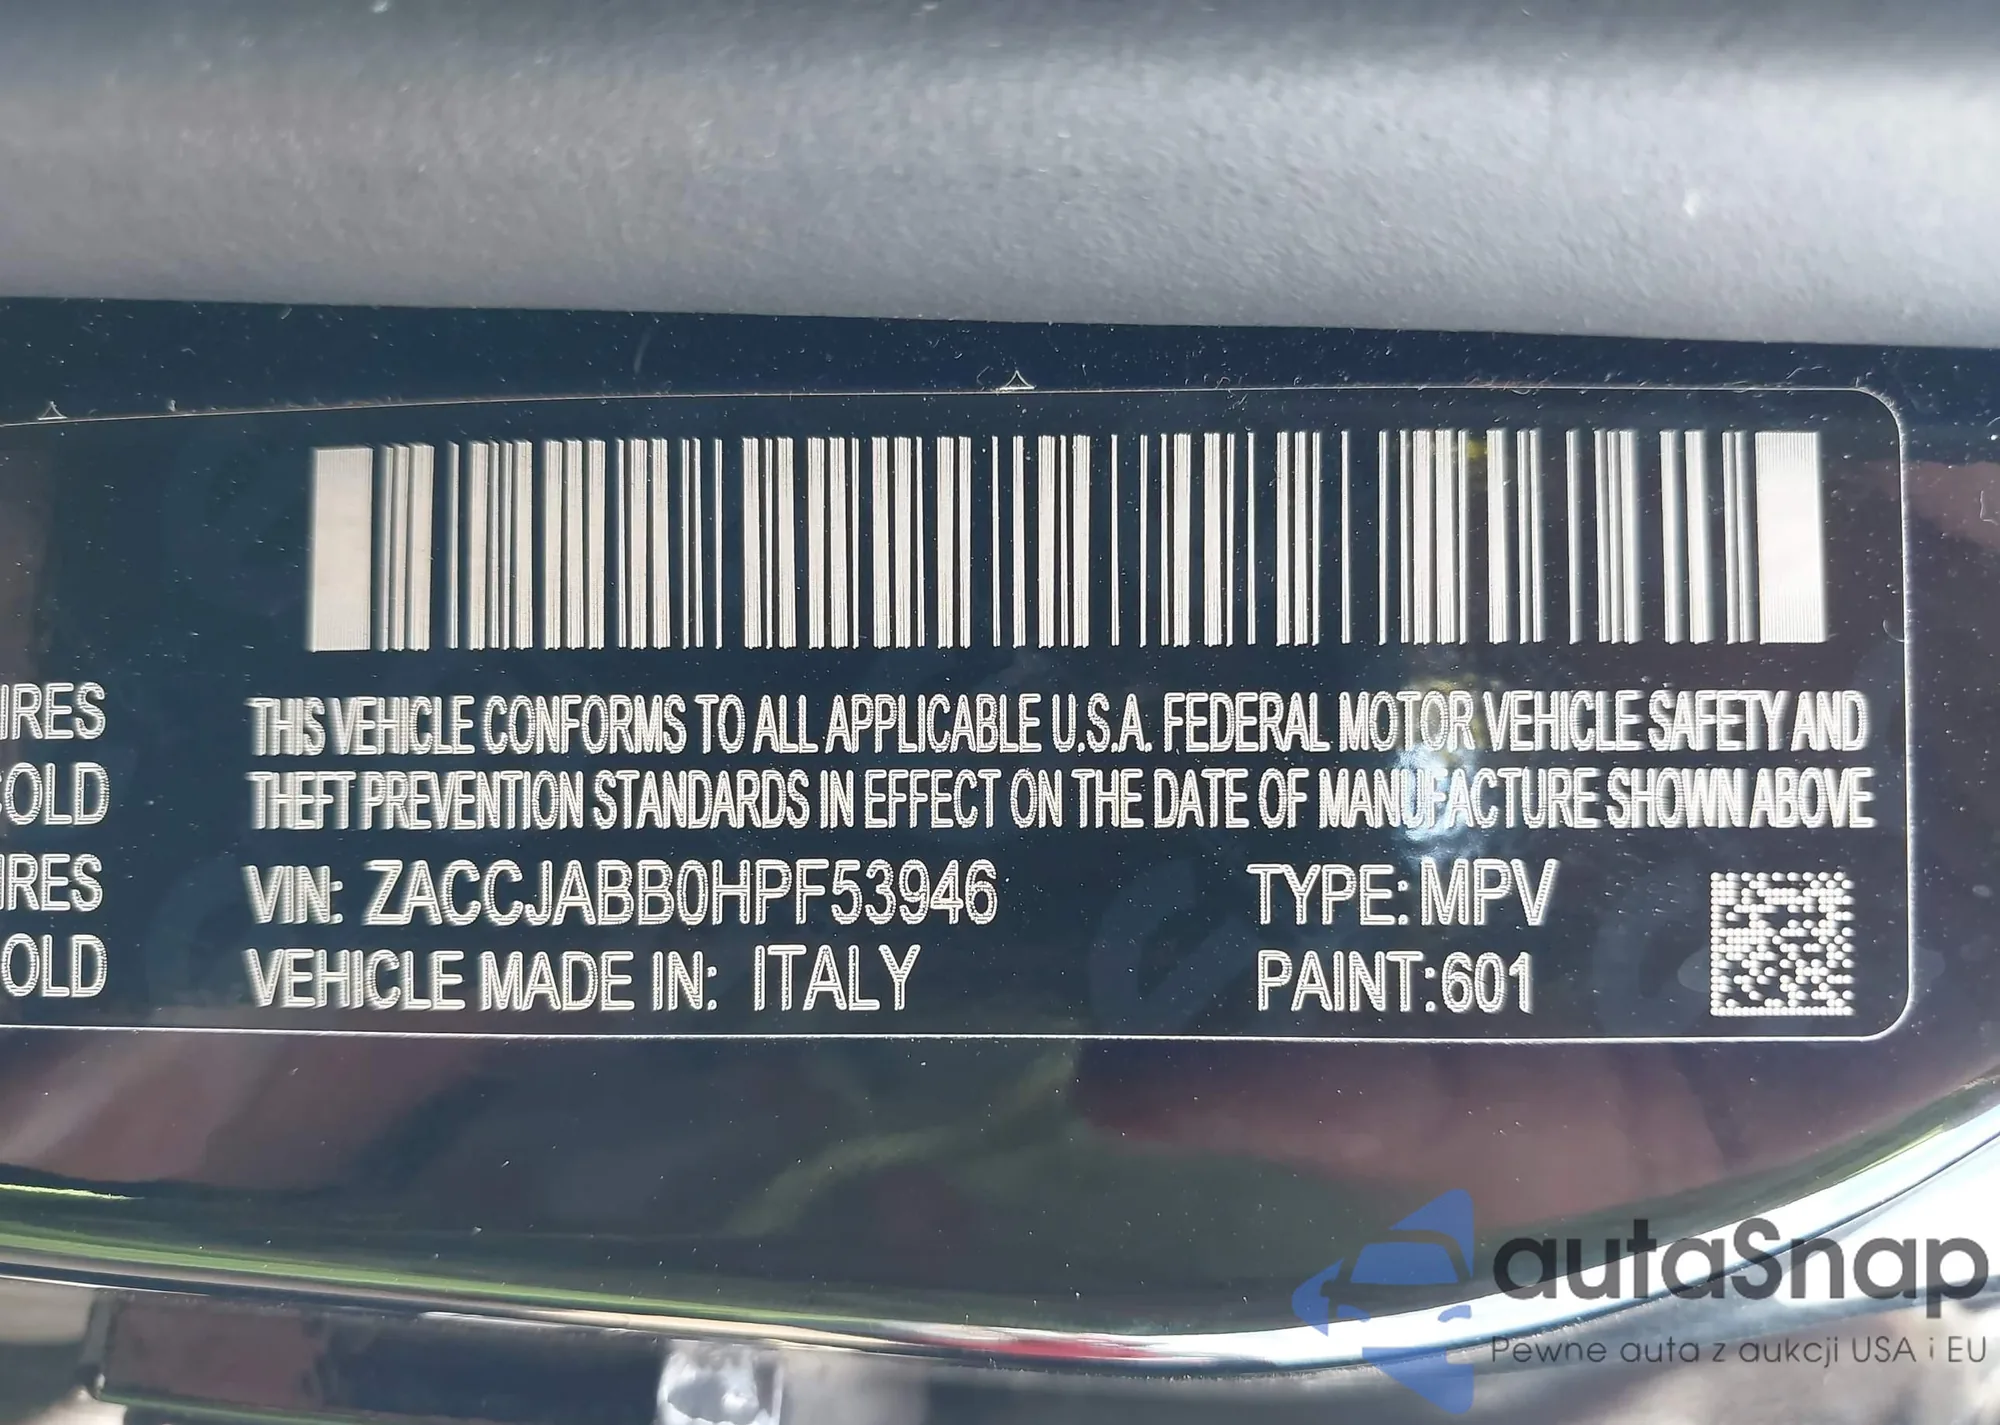 THIS VEHICLE CONFORMS TO ALL APPLICABLE U.S.A. FEDERAL MOTOR VEHICLE SAFETY AND
THEFT PREVENTION STANDARDS IN EFFECT ON THE DATE OF MANUFACTURE SHOWN ABOVE
IRES
COLD
IRES
OLD
VIN: ZACCJABB0HPF53946
TYPE: MPV
VEHICLE MADE IN: ITALY
PAINT:601
autaSnap
Pewne auta z aukcji USA i EU